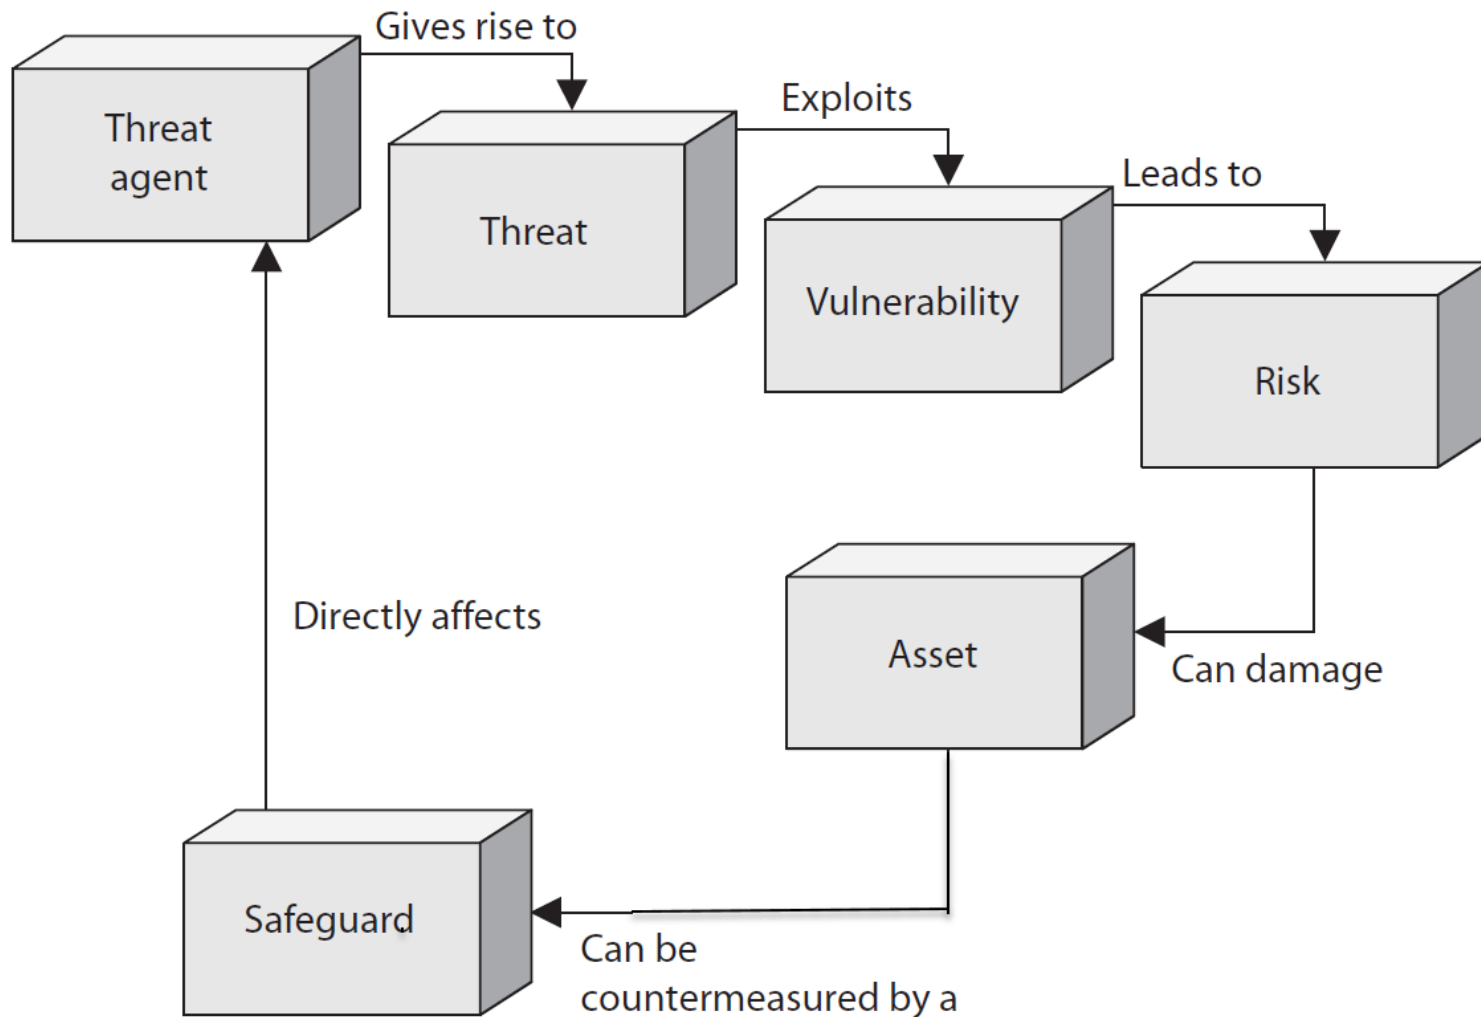 Gives rise to
Threat
agent
Exploits
Threat
Leads to
Vulnerability
Risk
Directly affects
Asset
Can damage
Safeguard
Can be
countermeasured by a